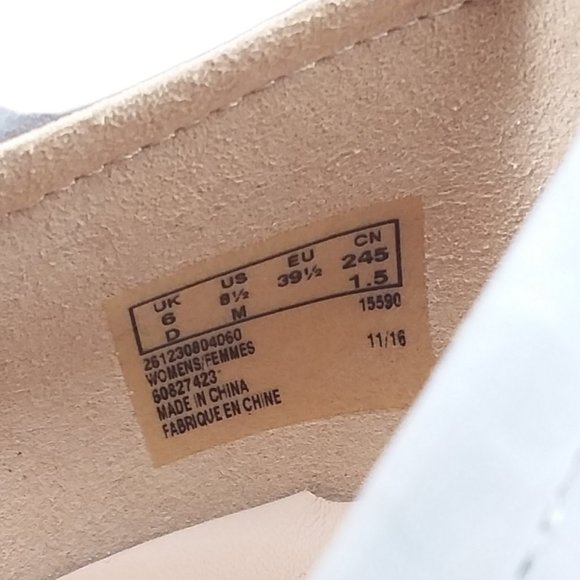 UK US EU CN
6 8½ 39½ 245
D M 1.5
261230804060 15590
WOMENS/FEMMES
60827423 11/16
MADE IN CHINA
FABRIQUE EN CHINE